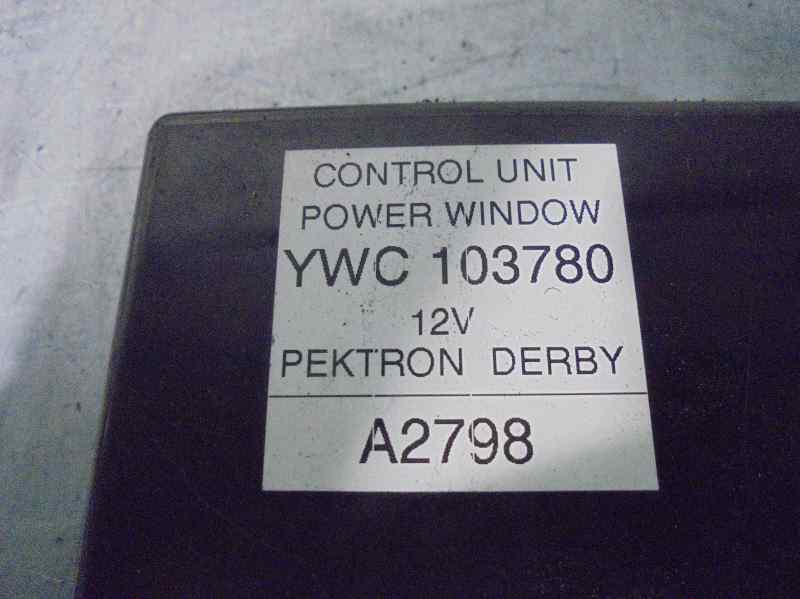 CONTROL UNIT
POWER WINDOW
YWC 103780
12V
PEKTRON DERBY
A2798